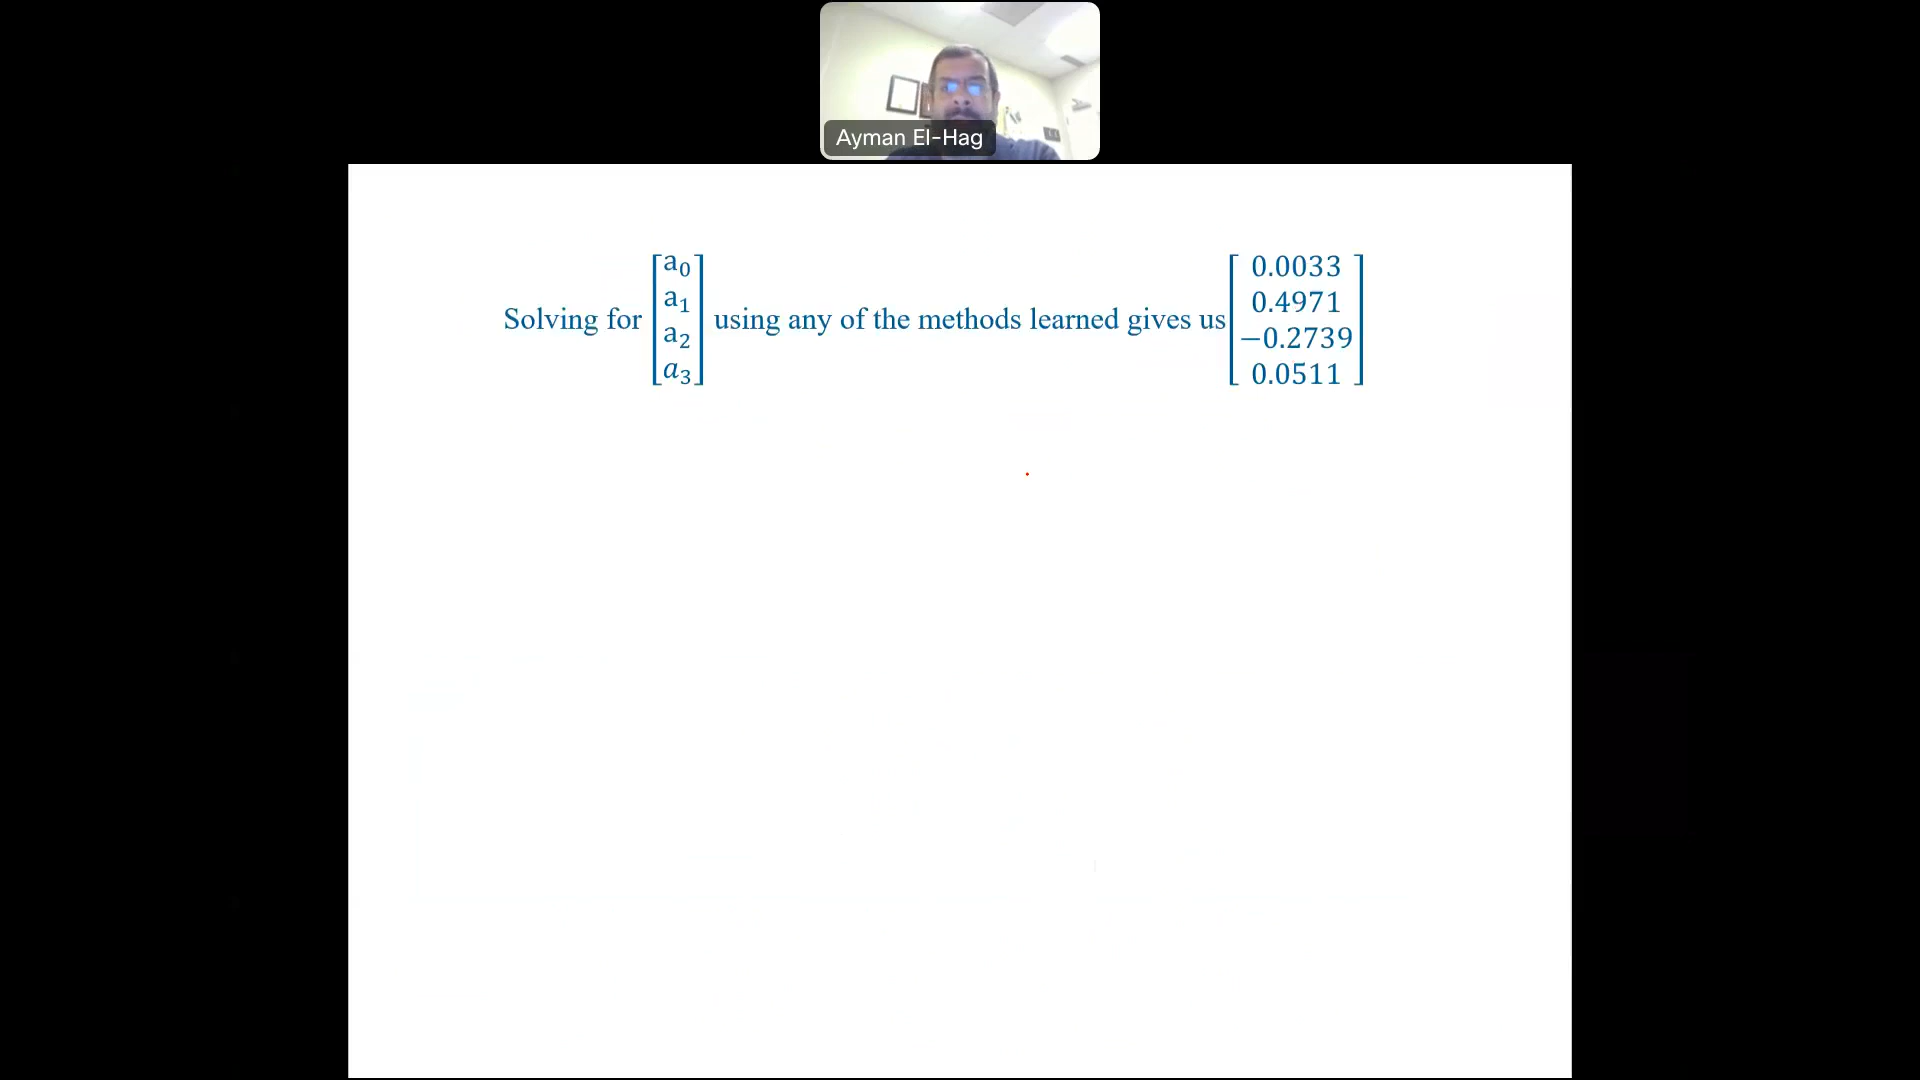 Ayman El-Hag
Solving for [a₀ a₁ a₂ a₃] using any of the methods learned gives us [0.0033 0.4971 −0.2739 0.0511]